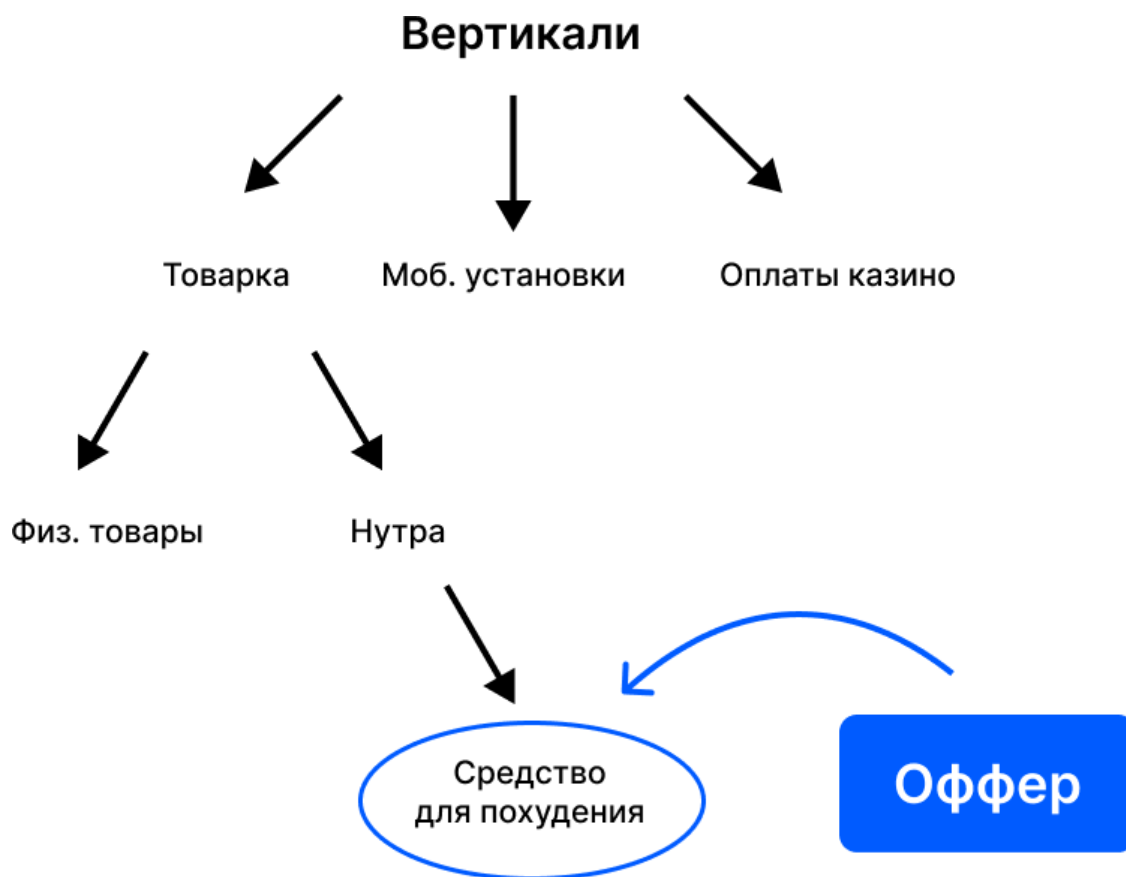 Вертикали
Товарка
Моб. установки
Оплаты казино
Физ. товары
Нутра
Средство
для похудения
Оффер